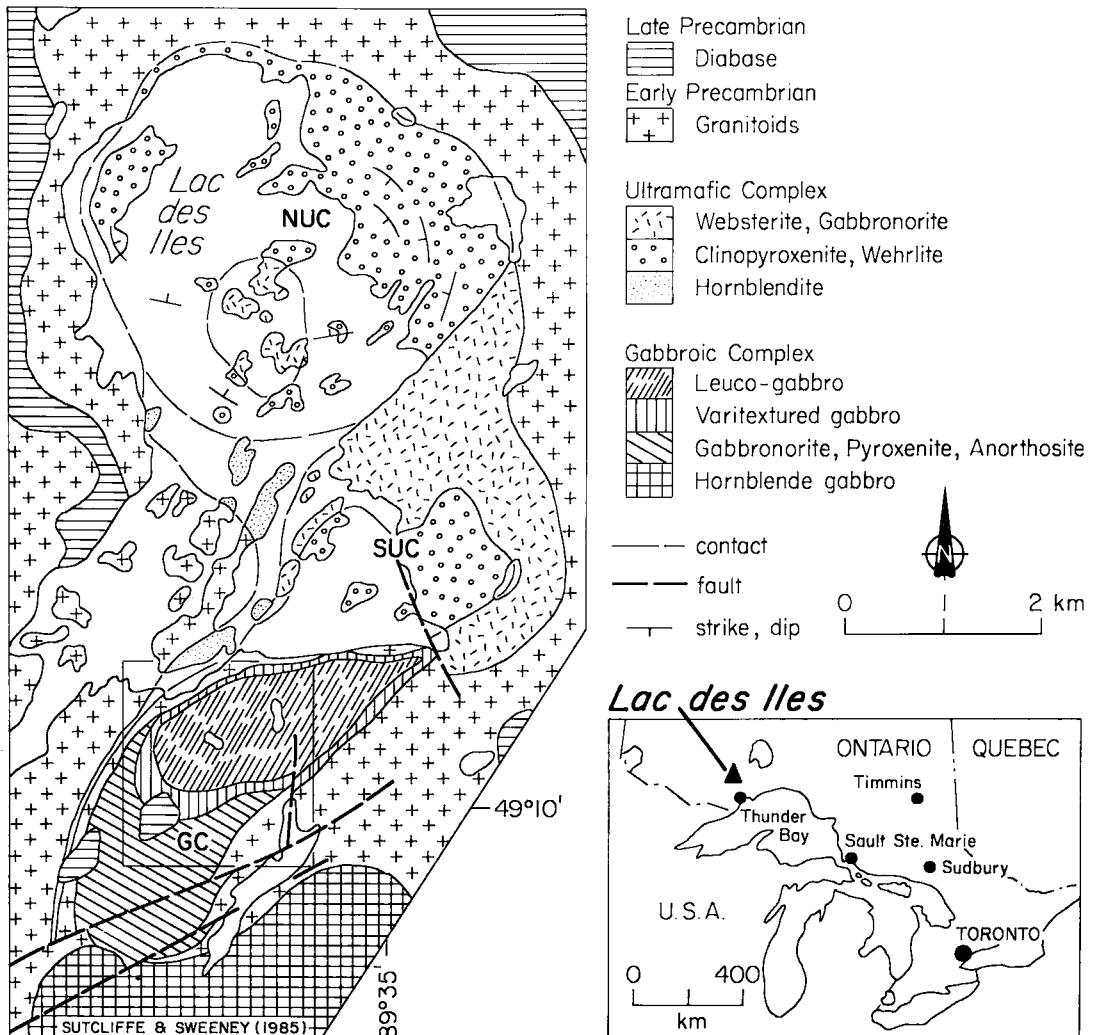 Lac
des
Iles
NUC
SUC
GC
49°10'
89°35'
SUTCLIFFE & SWEENEY (1985)
Late Precambrian
Diabase
Early Precambrian
Granitoids
Ultramafic Complex
Websterite, Gabbronorite
Clinopyroxenite, Wehrlite
Hornblendite
Gabbroic Complex
Leuco-gabbro
Varitextured gabbro
Gabbronorite, Pyroxenite, Anorthosite
Hornblende gabbro
contact
fault
strike, dip
N
0 1 2 km
Lac des Iles
ONTARIO QUEBEC
Timmins
Thunder
Bay
Sault Ste. Marie
Sudbury
U.S.A.
TORONTO
0 400
km